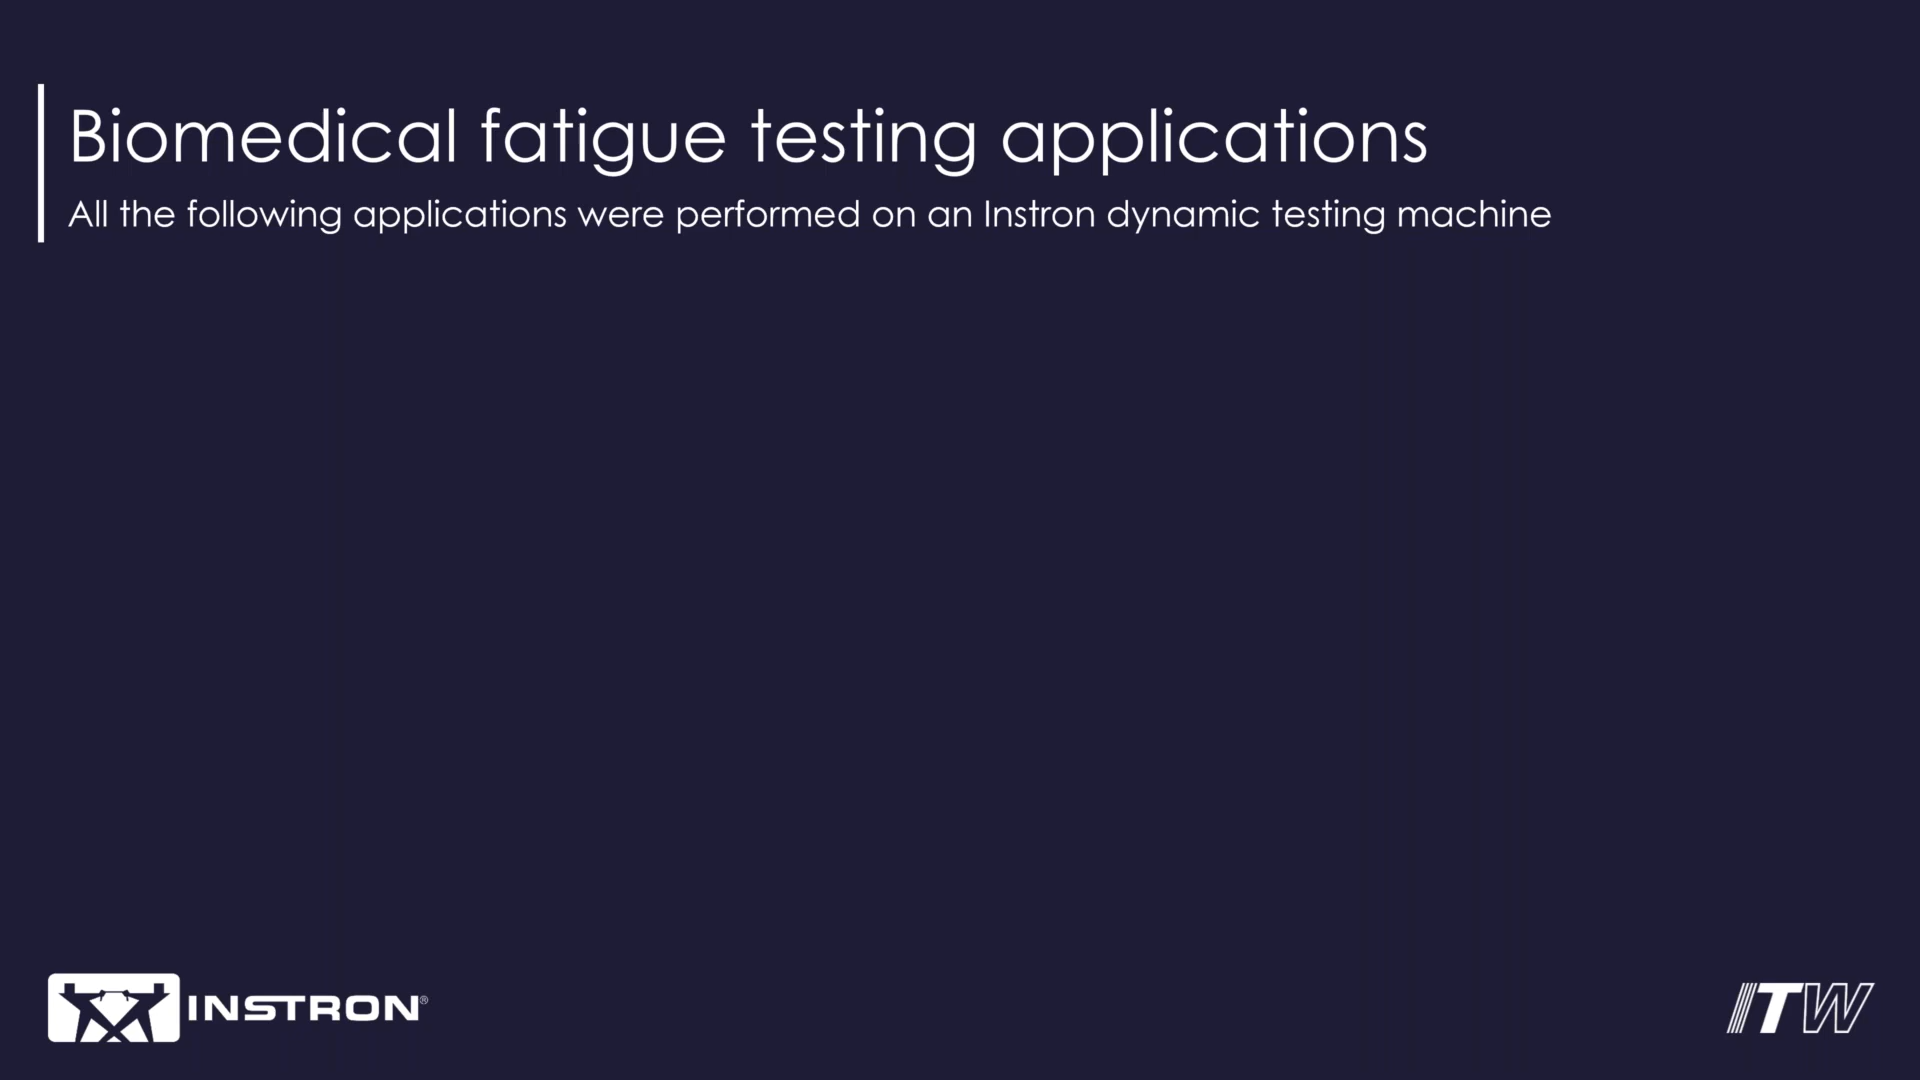 Biomedical fatigue testing applications
All the following applications were performed on an Instron dynamic testing machine
INSTRON®
ITW